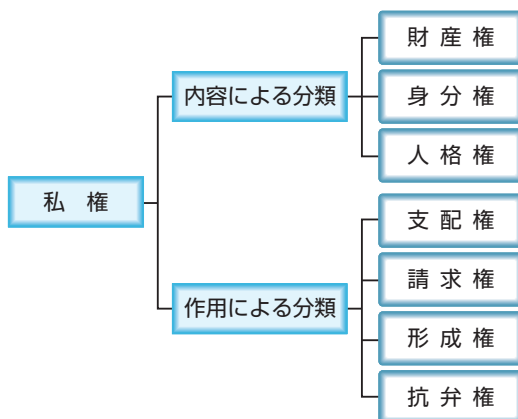 私権
内容による分類
財産権
身分権
人格権
作用による分類
支配権
請求権
形成権
抗弁権